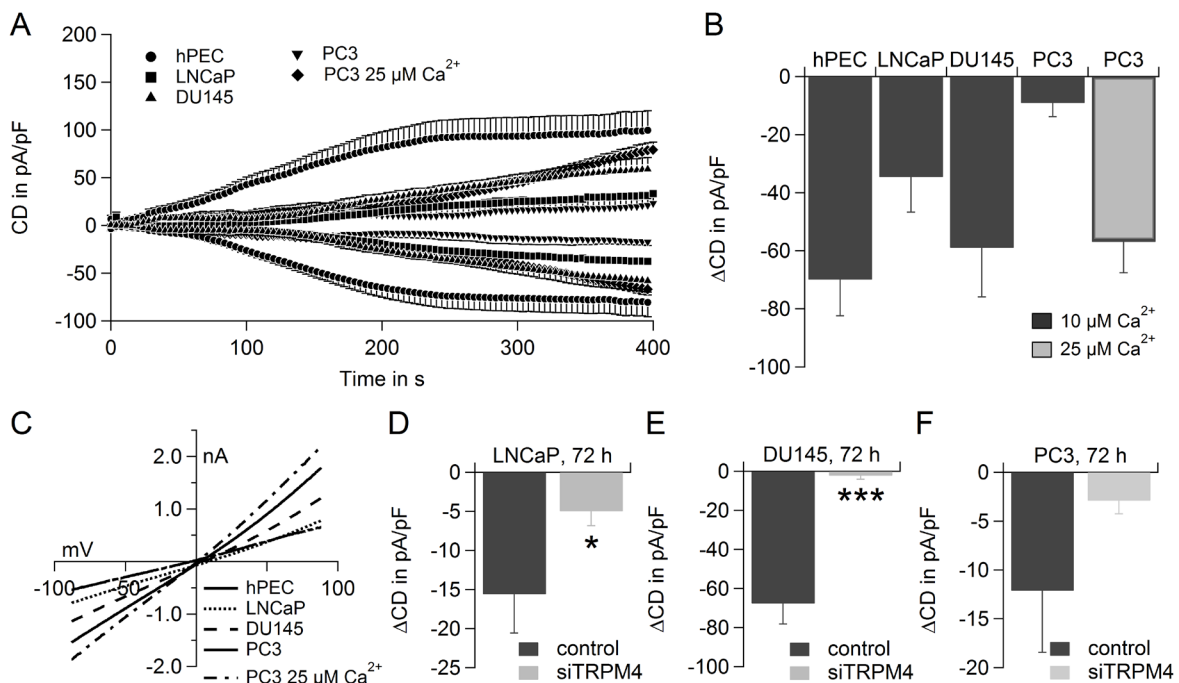 A
200
150
100
50
0
-50
-100
CD in pA/pF
hPEC
LNCaP
DU145
PC3
PC3 25 µM Ca²⁺
0 100 200 300 400
Time in s
B
hPEC LNCaP DU145 PC3 PC3
0
-20
-40
-60
-80
-100
ΔCD in pA/pF
10 µM Ca²⁺
25 µM Ca²⁺
C
2.0
nA
1.0
mV
-100 50 100
-1.0
-2.0
hPEC
LNCaP
DU145
PC3
PC3 25 µM Ca²⁺
D
LNCaP, 72 h
0
-5
-10
-15
-20
-25
ΔCD in pA/pF
*
control
siTRPM4
E
DU145, 72 h
0
-20
-40
-60
-80
-100
ΔCD in pA/pF
***
control
siTRPM4
F
PC3, 72 h
0
-5
-10
-15
-20
ΔCD in pA/pF
control
siTRPM4